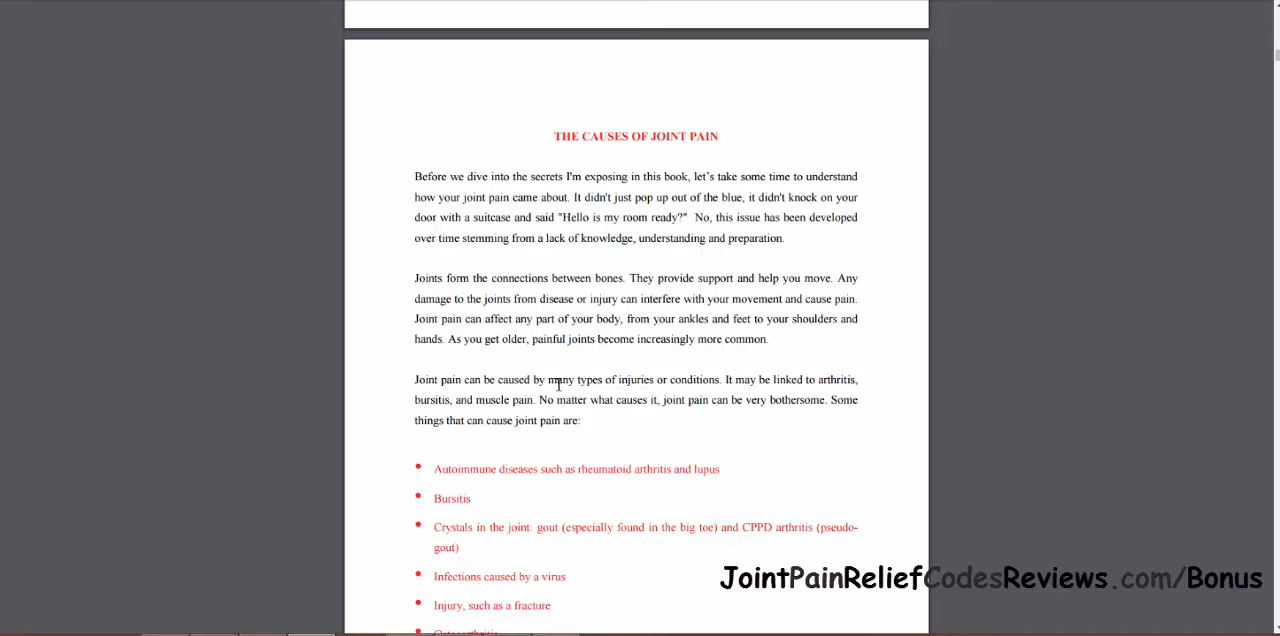 THE CAUSES OF JOINT PAIN
Before we dive into the secrets I'm exposing in this book, let's take some time to understand
how your joint pain came about. It didn't just pop up out of the blue, it didn't knock on your
door with a suitcase and said "Hello is my room ready?" No, this issue has been developed
over time stemming from a lack of knowledge, understanding and preparation.
Joints form the connections between bones. They provide support and help you move. Any
damage to the joints from disease or injury can interfere with your movement and cause pain.
Joint pain can affect any part of your body, from your ankles and feet to your shoulders and
hands. As you get older, painful joints become increasingly more common.
Joint pain can be caused by many types of injuries or conditions. It may be linked to arthritis,
bursitis, and muscle pain. No matter what causes it, joint pain can be very bothersome. Some
things that can cause joint pain are:
• Autoimmune diseases such as rheumatoid arthritis and lupus
• Bursitis
• Crystals in the joint: gout (especially found in the big toe) and CPPD arthritis (pseudo-
gout)
• Infections caused by a virus
• Injury, such as a fracture
• Osteoarthritis
JointPainReliefCodesReviews.com/Bonus